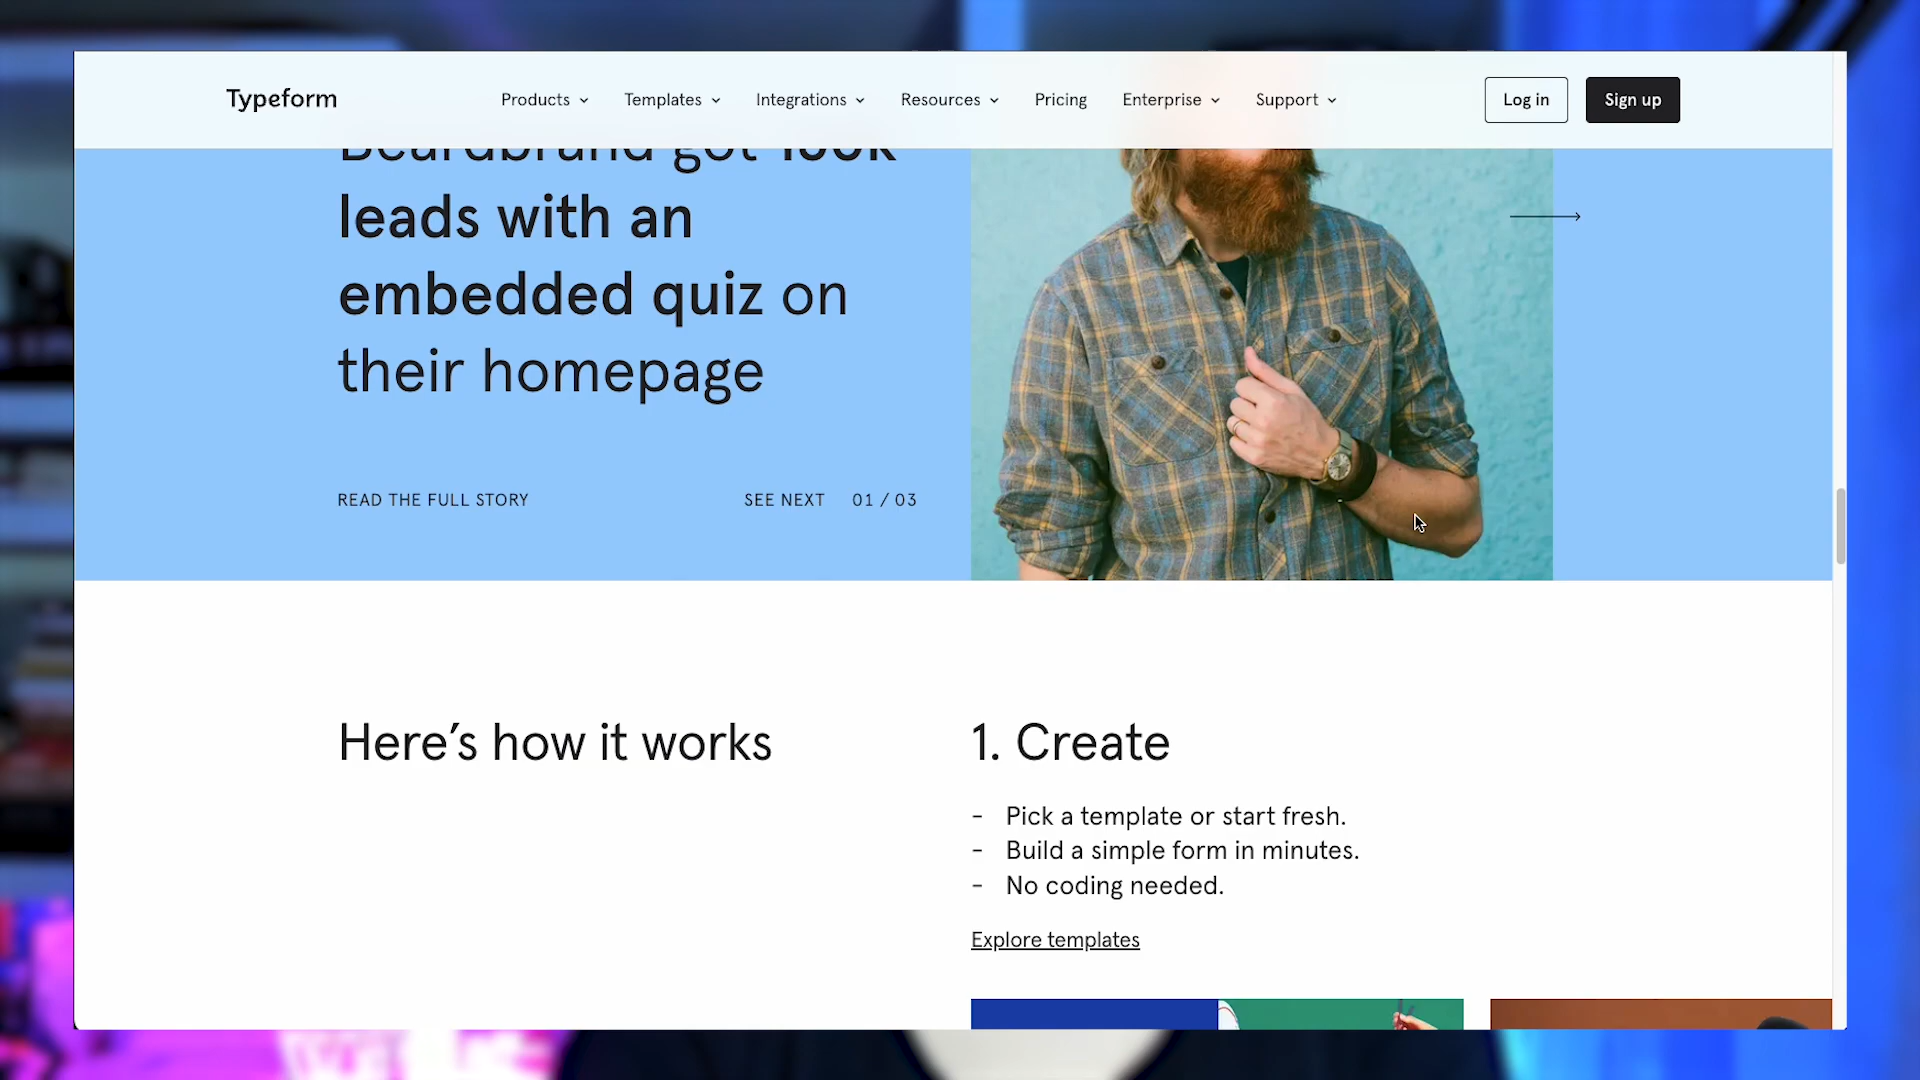 Typeform
Products
Templates
Integrations
Resources
Pricing
Enterprise
Support
Log in
Sign up
Beardbrand got
leads with an
embedded quiz on
their homepage
READ THE FULL STORY
SEE NEXT 01 / 03
Here's how it works
1. Create
- Pick a template or start fresh.
- Build a simple form in minutes.
- No coding needed.
Explore templates